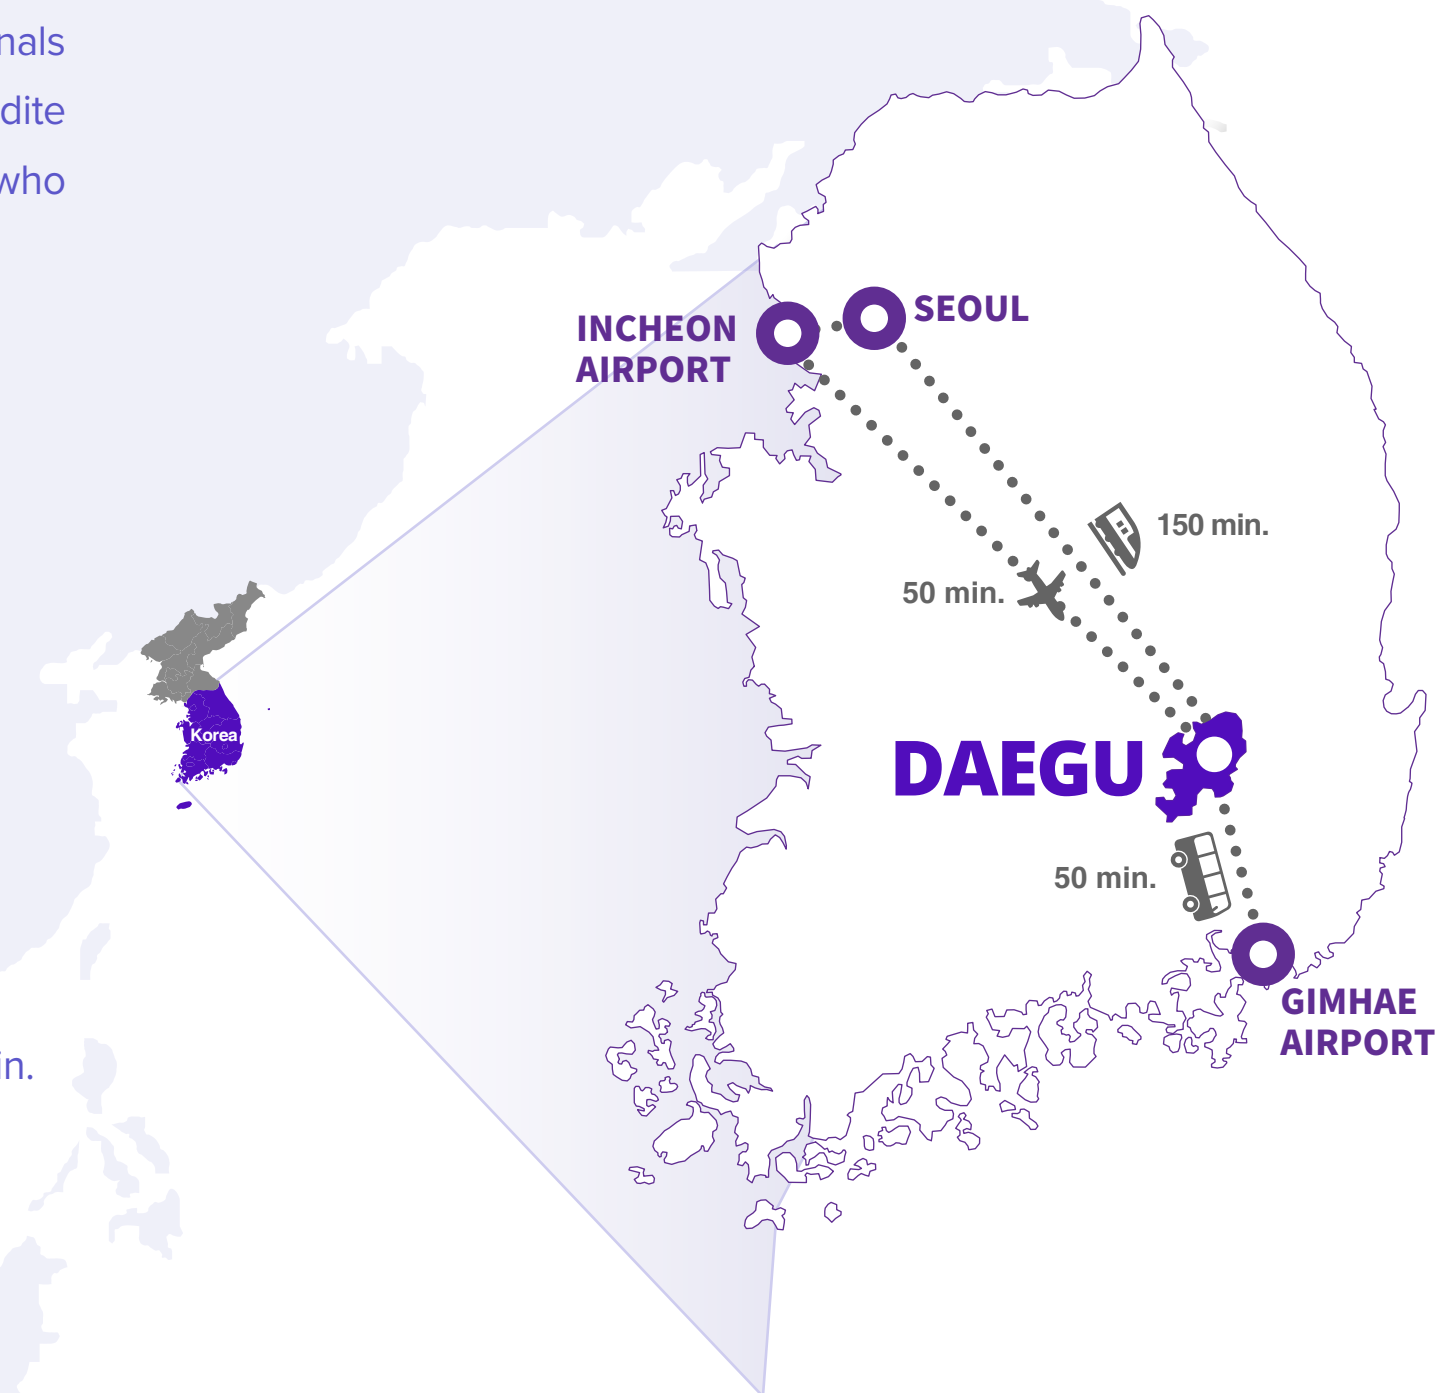 nals
dite
who
INCHEON
AIRPORT
SEOUL
150 min.
50 min.
Korea
DAEGU
50 min.
GIMHAE
AIRPORT
in.